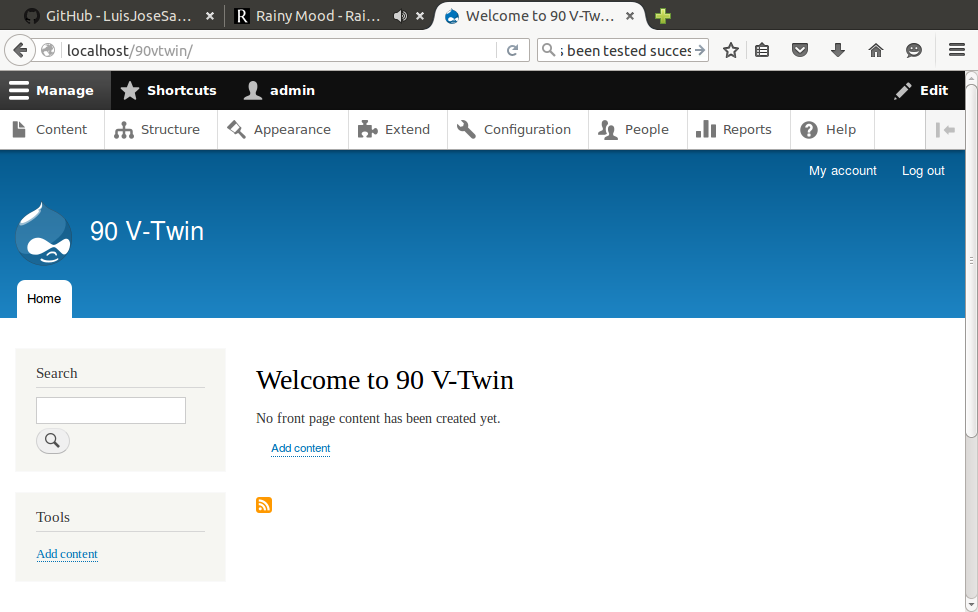 GitHub - LuisJoseSa...
Rainy Mood - Rai...
Welcome to 90 V-Tw...
localhost/90vtwin/
been tested succes
Manage
Shortcuts
admin
Edit
Content
Structure
Appearance
Extend
Configuration
People
Reports
Help
My account
Log out
90 V-Twin
Home
Search
Welcome to 90 V-Twin
No front page content has been created yet.
Add content
Tools
Add content